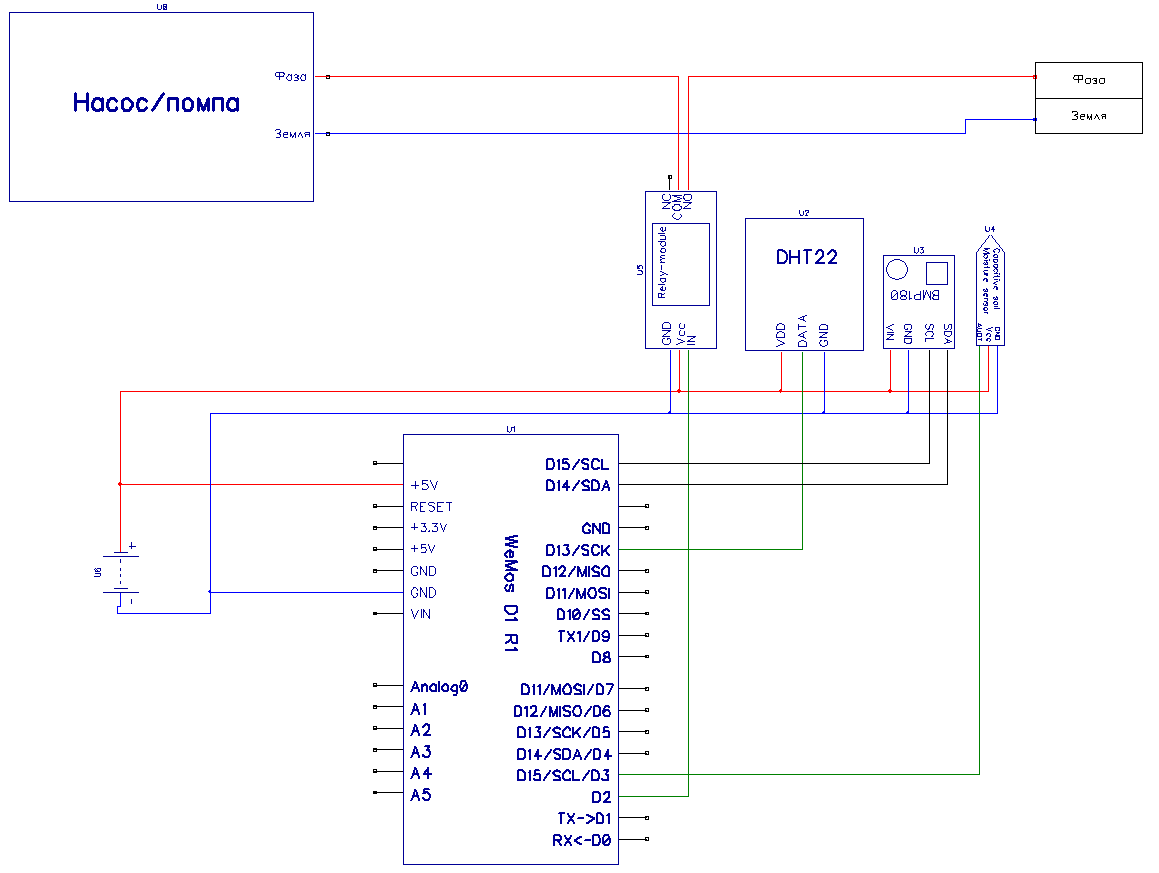 U8
Фаза
Насос/помпа
Земля
Фаза
Земля
NC
COM
NO
Relay-module
U5
GND
Vcc
IN
U2
DHT22
VDD
DATA
GND
U3
BMP180
VIN
GND
SCL
SDA
U4
Capacitive soil
Moisture sensor
AOUT
Vcc
GND
U1
D15/SCL
+5V
D14/SDA
RESET
+3.3V
GND
+5V
D13/SCK
GND
D12/MISO
GND
D11/MOSI
VIN
D10/SS
TX1/D9
D8
WeMos D1 R1
Analog0
D11/MOSI/D7
A1
D12/MISO/D6
A2
D13/SCK/D5
A3
D14/SDA/D4
A4
D15/SCL/D3
A5
D2
TX->D1
RX<-D0
U6
+
-